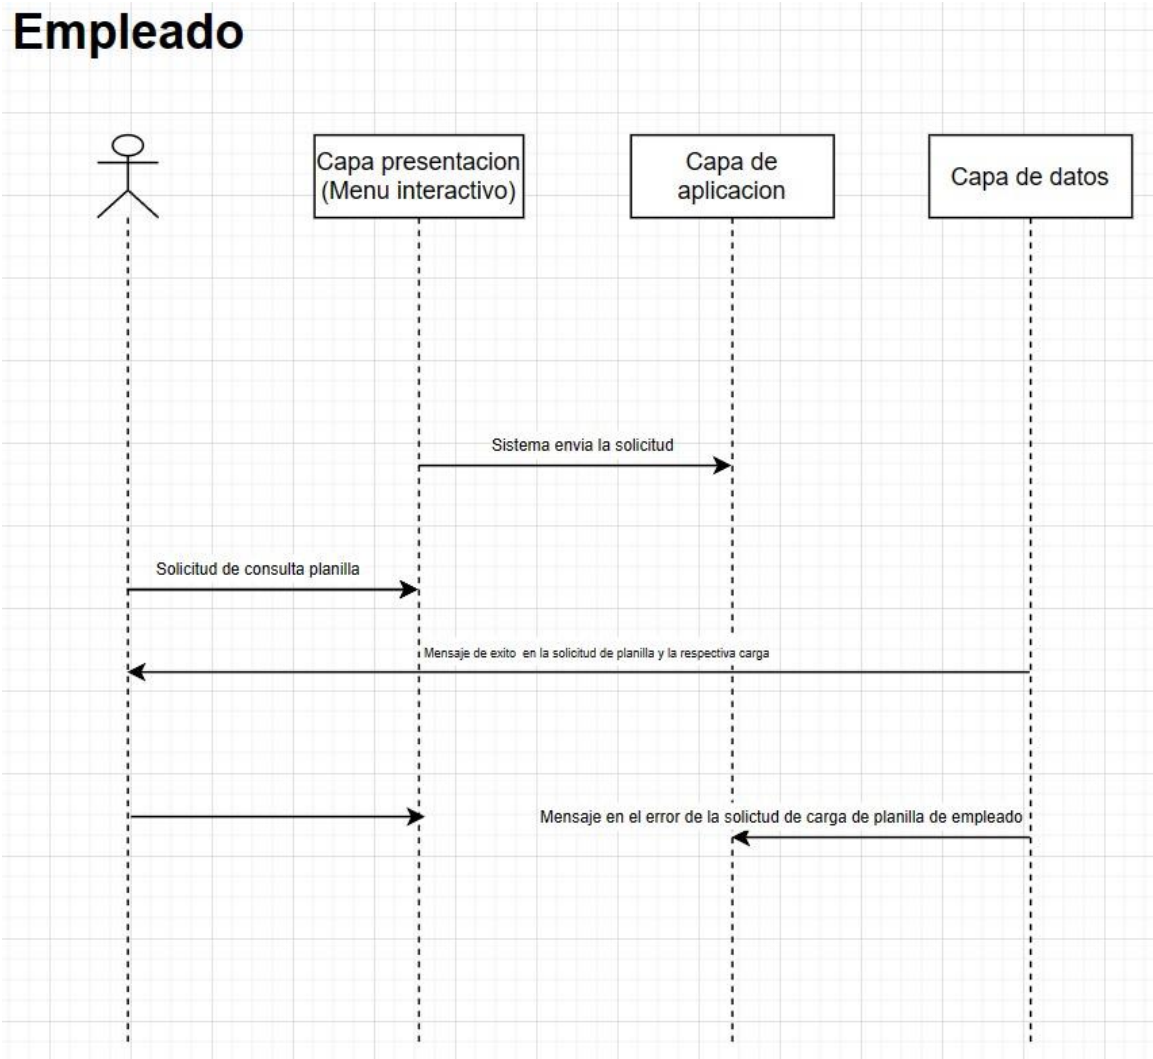 Empleado
Capa presentacion
(Menu interactivo)
Capa de
aplicacion
Capa de datos
Sistema envia la solicitud
Solicitud de consulta planilla
Mensaje de exito en la solicitud de planilla y la respectiva carga
Mensaje en el error de la solictud de carga de planilla de empleado